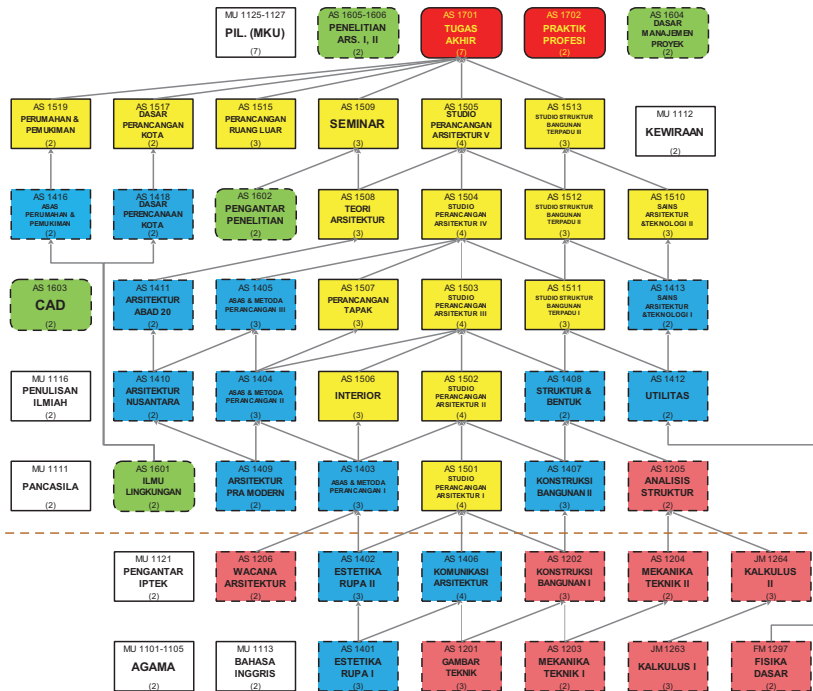 MU 1125-1127
PIL. (MKU)
(7)
AS 1605-1606
PENELITIAN
ARS. I, II
(2)
AS 1701
TUGAS
AKHIR
(7)
AS 1702
PRAKTIK
PROFESI
(2)
AS 1604
DASAR
MANAJEMEN
PROYEK
(2)
AS 1519
PERUMAHAN &
PEMUKIMAN
(2)
AS 1517
DASAR
PERANCANGAN
KOTA
(2)
AS 1515
PERANCANGAN
RUANG LUAR
(3)
AS 1509
SEMINAR
(3)
AS 1505
STUDIO
PERANCANGAN
ARSITEKTUR V
(4)
AS 1513
STUDIO STRUKTUR
BANGUNAN
TERPADU III
(3)
MU 1112
KEWIRAAN
(2)
AS 1416
ASAS
PERUMAHAN &
PEMUKIMAN
(2)
AS 1418
DASAR
PERENCANAAN
KOTA
(2)
AS 1602
PENGANTAR
PENELITIAN
(2)
AS 1508
TEORI
ARSITEKTUR
(3)
AS 1504
STUDIO
PERANCANGAN
ARSITEKTUR IV
(4)
AS 1512
STUDIO STRUKTUR
BANGUNAN
TERPADU II
(3)
AS 1510
SAINS
ARSITEKTUR
&TEKNOLOGI II
(3)
AS 1603
CAD
(2)
AS 1411
ARSITEKTUR
ABAD 20
(2)
AS 1405
ASAS & METODA
PERANCANGAN III
(3)
AS 1507
PERANCANGAN
TAPAK
(3)
AS 1503
STUDIO
PERANCANGAN
ARSITEKTUR III
(4)
AS 1511
STUDIO STRUKTUR
BANGUNAN
TERPADU I
(3)
AS 1413
SAINS
ARSITEKTUR
&TEKNOLOGI I
(2)
MU 1116
PENULISAN
ILMIAH
(2)
AS 1410
ARSITEKTUR
NUSANTARA
(2)
AS 1404
ASAS & METODA
PERANCANGAN II
(3)
AS 1506
INTERIOR
(3)
AS 1502
STUDIO
PERANCANGAN
ARSITEKTUR II
(4)
AS 1408
STRUKTUR &
BENTUK
(2)
AS 1412
UTILITAS
(2)
MU 1111
PANCASILA
(2)
AS 1601
ILMU
LINGKUNGAN
(2)
AS 1409
ARSITEKTUR
PRA MODERN
(2)
AS 1403
ASAS & METODA
PERANCANGAN I
(3)
AS 1501
STUDIO
PERANCANGAN
ARSITEKTUR I
(4)
AS 1407
KONSTRUKSI
BANGUNAN II
(3)
AS 1205
ANALISIS
STRUKTUR
(2)
MU 1121
PENGANTAR
IPTEK
(2)
AS 1206
WACANA
ARSITEKTUR
(2)
AS 1402
ESTETIKA
RUPA II
(3)
AS 1406
KOMUNIKASI
ARSITEKTUR
(4)
AS 1202
KONSTRUKSI
BANGUNAN I
(3)
AS 1204
MEKANIKA
TEKNIK II
(2)
JM 1264
KALKULUS
II
(3)
MU 1101-1105
AGAMA
(2)
MU 1113
BAHASA
INGGRIS
(2)
AS 1401
ESTETIKA
RUPA I
(3)
AS 1201
GAMBAR
TEKNIK
(3)
AS 1203
MEKANIKA
TEKNIK I
(2)
JM 1263
KALKULUS I
(3)
FM 1297
FISIKA
DASAR
(2)